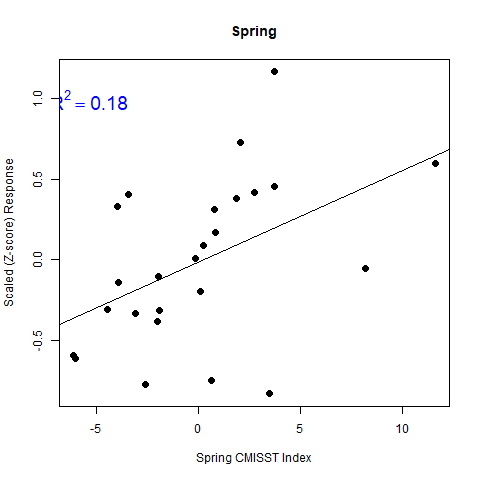 Spring
R² = 0.18
Scaled (Z-score) Response
1.0
0.5
0.0
-0.5
-5 0 5 10
Spring CMISST Index